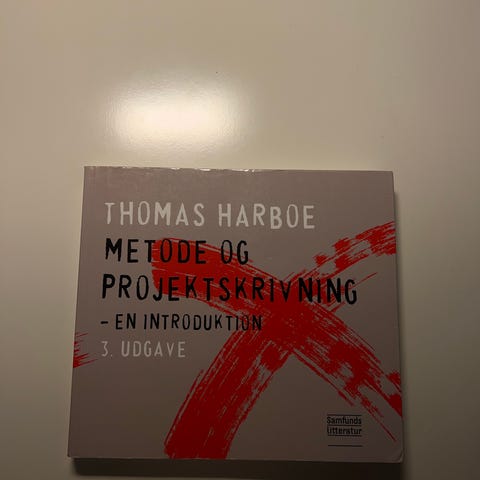 THOMAS HARBOE
METODE OG
PROJEKTSKRIVNING
- EN INTRODUKTION
3. UDGAVE
Samfunds
litteratur